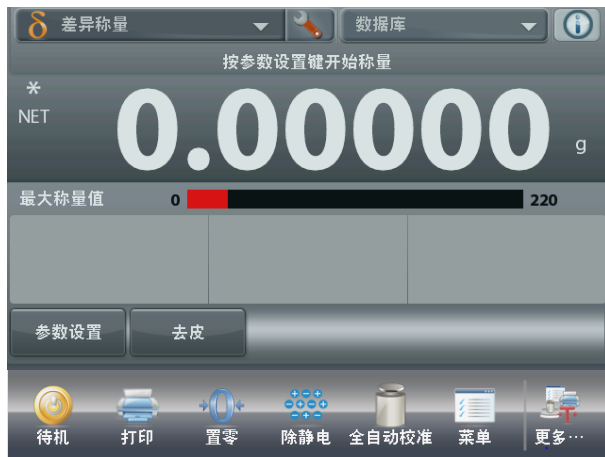 δ 差异称量 数据库
按参数设置键开始称量
*
NET
0.00000 g
最大称量值 0 220
参数设置 去皮
待机 打印 置零 除静电 全自动校准 菜单 更多…